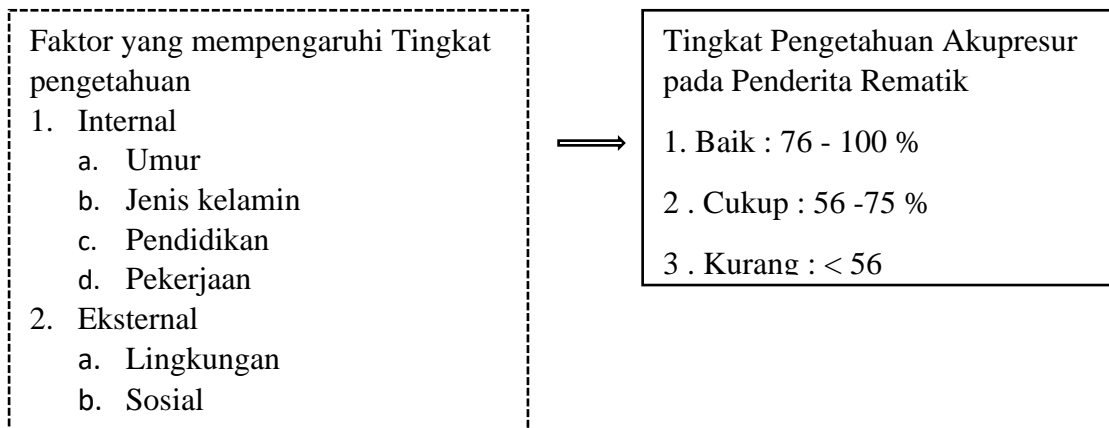 Faktor yang mempengaruhi Tingkat
pengetahuan
1. Internal
a. Umur
b. Jenis kelamin
c. Pendidikan
d. Pekerjaan
2. Eksternal
a. Lingkungan
b. Sosial
Tingkat Pengetahuan Akupresur
pada Penderita Rematik
1. Baik : 76 - 100 %
2 . Cukup : 56 -75 %
3 . Kurang : < 56